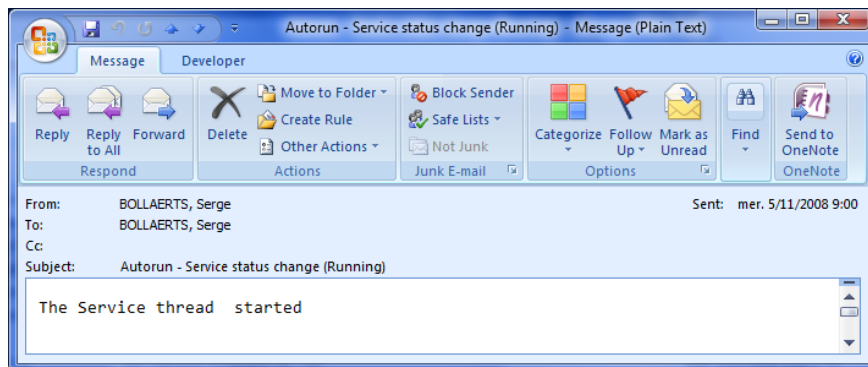 Autorun - Service status change (Running) - Message (Plain Text)
Message Developer
Reply Reply to All Forward Delete
Move to Folder
Create Rule
Other Actions
Block Sender
Safe Lists
Not Junk
Categorize Follow Up Mark as Unread Find Send to OneNote
Respond Actions Junk E-mail Options OneNote
From: BOLLAERTS, Serge Sent: mer. 5/11/2008 9:00
To: BOLLAERTS, Serge
Cc:
Subject: Autorun - Service status change (Running)
The Service thread  started